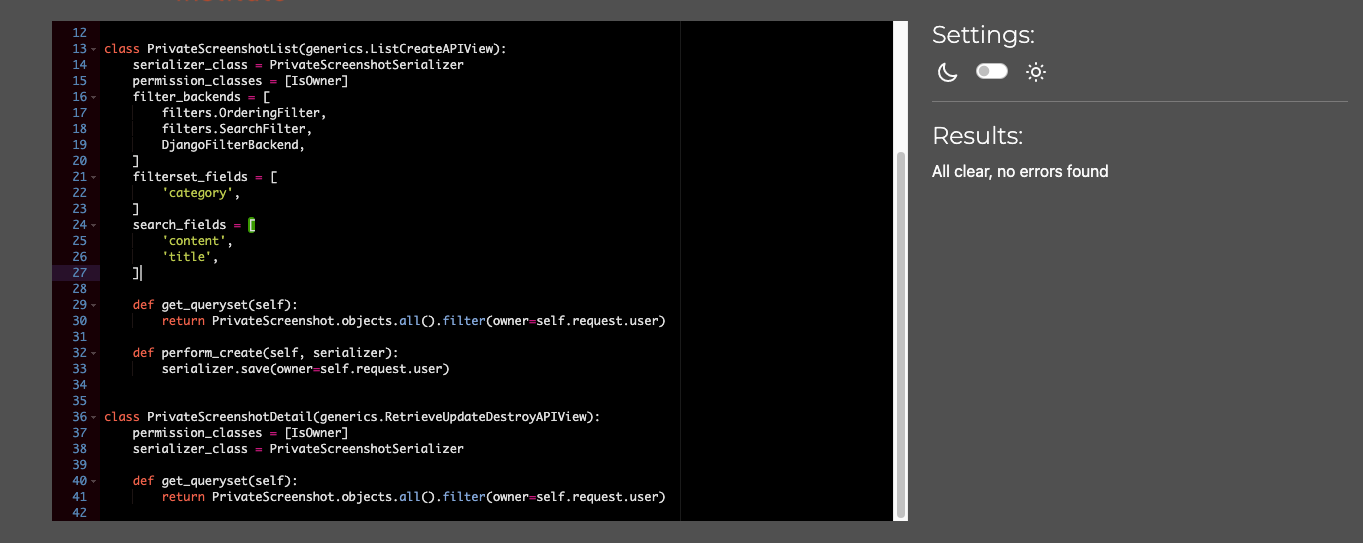 12
13 class PrivateScreenshotList(generics.ListCreateAPIView):
14     serializer_class = PrivateScreenshotSerializer
15     permission_classes = [IsOwner]
16     filter_backends = [
17         filters.OrderingFilter,
18         filters.SearchFilter,
19         DjangoFilterBackend,
20     ]
21     filterset_fields = [
22         'category',
23     ]
24     search_fields = [
25         'content',
26         'title',
27     ]
28
29     def get_queryset(self):
30         return PrivateScreenshot.objects.all().filter(owner=self.request.user)
31
32     def perform_create(self, serializer):
33         serializer.save(owner=self.request.user)
34
35
36 class PrivateScreenshotDetail(generics.RetrieveUpdateDestroyAPIView):
37     permission_classes = [IsOwner]
38     serializer_class = PrivateScreenshotSerializer
39
40     def get_queryset(self):
41         return PrivateScreenshot.objects.all().filter(owner=self.request.user)
42
Settings:
Results:
All clear, no errors found